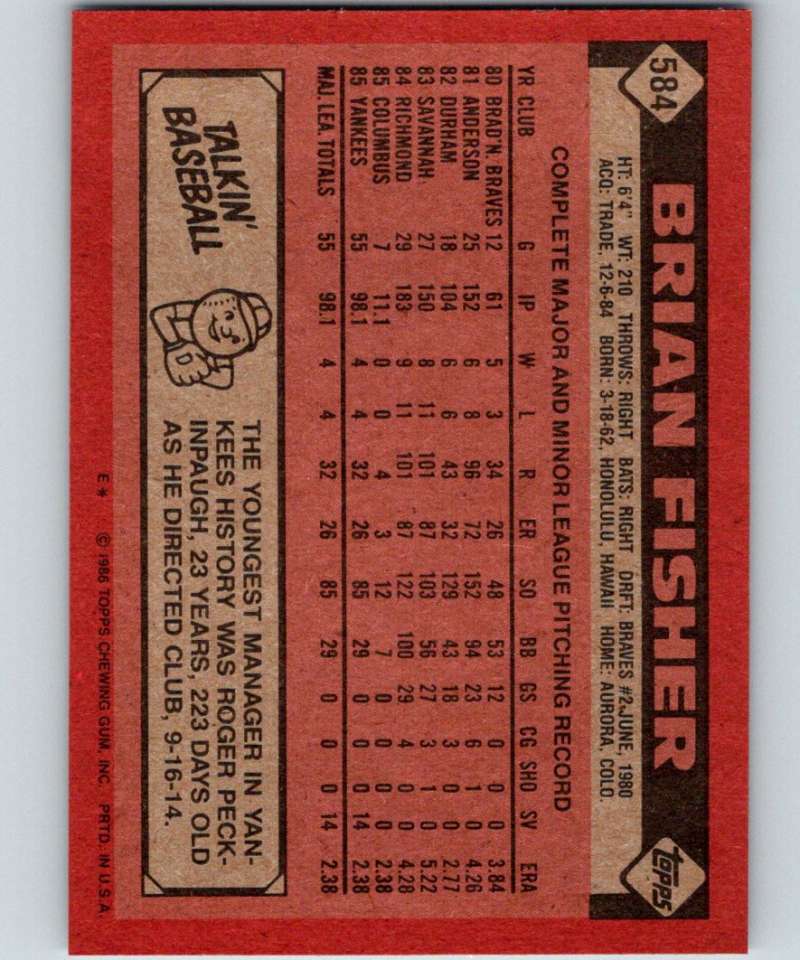 584 BRIAN FISHER topps
HT: 6'4" WT: 210 THROWS: RIGHT BATS: RIGHT DRFT: BRAVES #2-JUNE, 1980
ACQ: TRADE, 12-6-84 BORN: 3-18-62, HONOLULU, HAWAII HOME: AURORA, COLO.
COMPLETE MAJOR AND MINOR LEAGUE PITCHING RECORD
YR CLUB G IP W L R ER SO BB GS CG SHO SV ERA
80 BRAD'N. BRAVES 12 61 5 3 34 26 48 53 12 0 0 0 3.84
81 ANDERSON 25 152 6 8 96 72 152 94 23 6 1 0 4.26
82 DURHAM 18 104 6 6 43 32 129 43 18 3 0 0 2.77
83 SAVANNAH 27 150 8 11 101 87 103 56 27 3 1 0 5.22
84 RICHMOND 29 183 9 11 101 87 122 100 29 4 0 0 4.28
85 COLUMBUS 7 11.1 0 0 4 3 12 7 0 0 0 0 2.38
85 YANKEES 55 98.1 4 4 32 26 85 29 0 0 0 14 2.38
MAJ. LEA. TOTALS 55 98.1 4 4 32 26 85 29 0 0 0 14 2.38
TALKIN'
BASEBALL
THE YOUNGEST MANAGER IN YAN-
KEES HISTORY WAS ROGER PECK-
INPAUGH, 23 YEARS, 223 DAYS OLD
AS HE DIRECTED CLUB, 9-16-14.
E* © 1986 TOPPS CHEWING GUM, INC. PRTD. IN U.S.A.